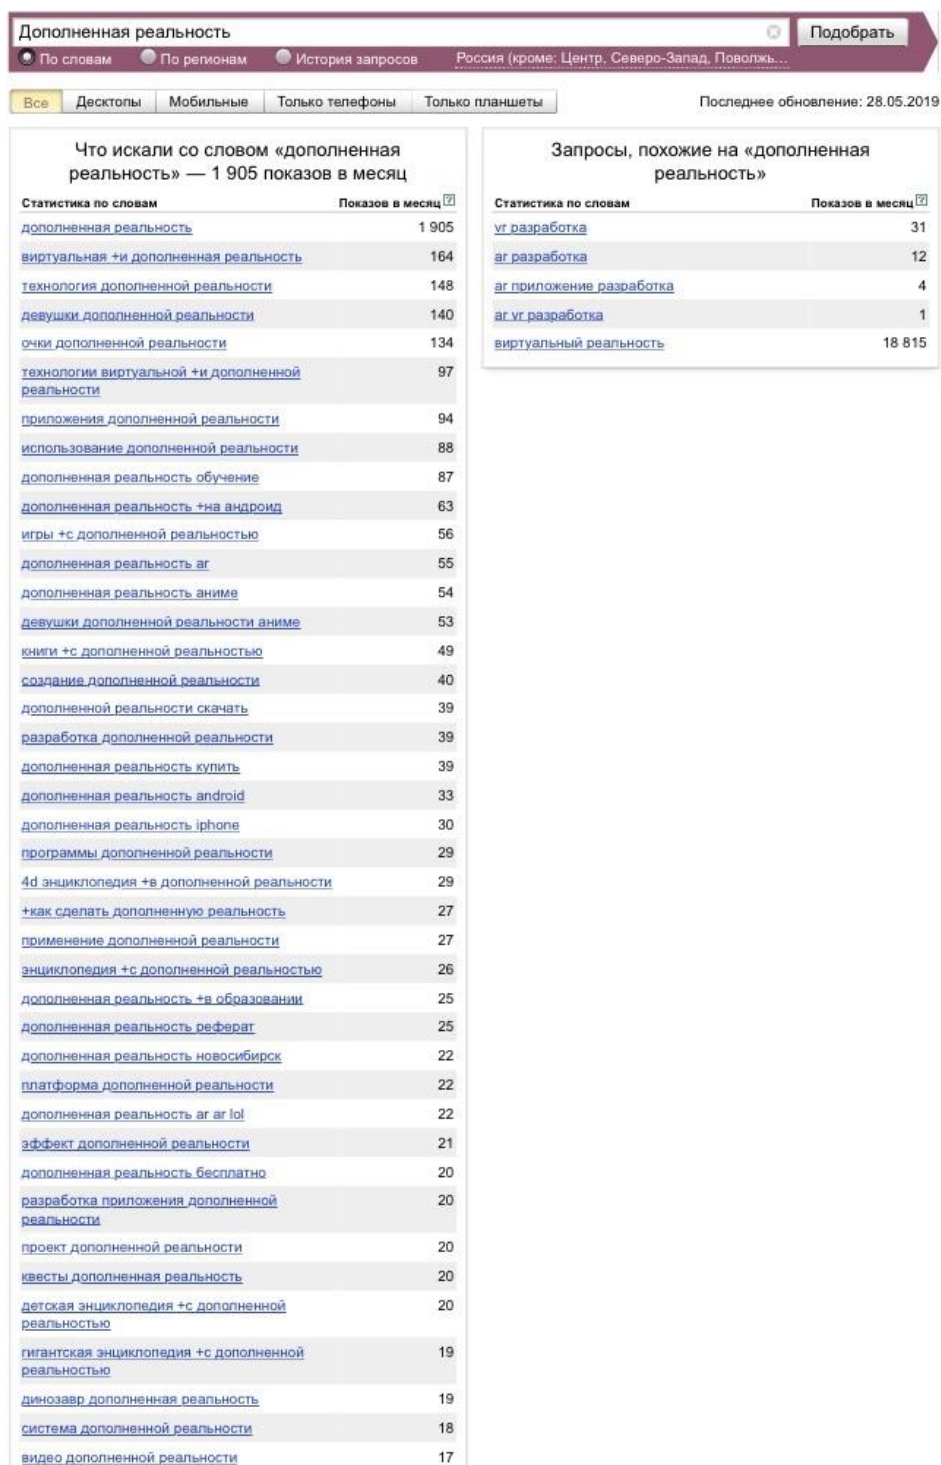 Дополненная реальность
Подобрать
По словам По регионам История запросов Россия (кроме: Центр, Северо-Запад, Поволжь...
Все Десктопы Мобильные Только телефоны Только планшеты Последнее обновление: 28.05.2019
Что искали со словом «дополненная
реальность» — 1 905 показов в месяц
Статистика по словам Показов в месяц ?
дополненная реальность 1 905
виртуальная +и дополненная реальность 164
технология дополненной реальности 148
девушки дополненной реальности 140
очки дополненной реальности 134
технологии виртуальной +и дополненной 97
реальности
приложения дополненной реальности 94
использование дополненной реальности 88
дополненная реальность обучение 87
дополненная реальность +на андроид 63
игры +с дополненной реальностью 56
дополненная реальность ar 55
дополненная реальность аниме 54
девушки дополненной реальности аниме 53
книги +с дополненной реальностью 49
создание дополненной реальности 40
дополненной реальности скачать 39
разработка дополненной реальности 39
дополненная реальность купить 39
дополненная реальность android 33
дополненная реальность iphone 30
программы дополненной реальности 29
4d энциклопедия +в дополненной реальности 29
+как сделать дополненную реальность 27
применение дополненной реальности 27
энциклопедия +с дополненной реальностью 26
дополненная реальность +в образовании 25
дополненная реальность реферат 25
дополненная реальность новосибирск 22
платформа дополненной реальности 22
дополненная реальность ar ar lol 22
эффект дополненной реальности 21
дополненная реальность бесплатно 20
разработка приложения дополненной 20
реальности
проект дополненной реальности 20
квесты дополненная реальность 20
детская энциклопедия +с дополненной 20
реальностью
гигантская энциклопедия +с дополненной 19
реальностью
динозавр дополненная реальность 19
система дополненной реальности 18
видео дополненной реальности 17
Запросы, похожие на «дополненная
реальность»
Статистика по словам Показов в месяц ?
vr разработка 31
ar разработка 12
ar приложение разработка 4
ar vr разработка 1
виртуальный реальность 18 815